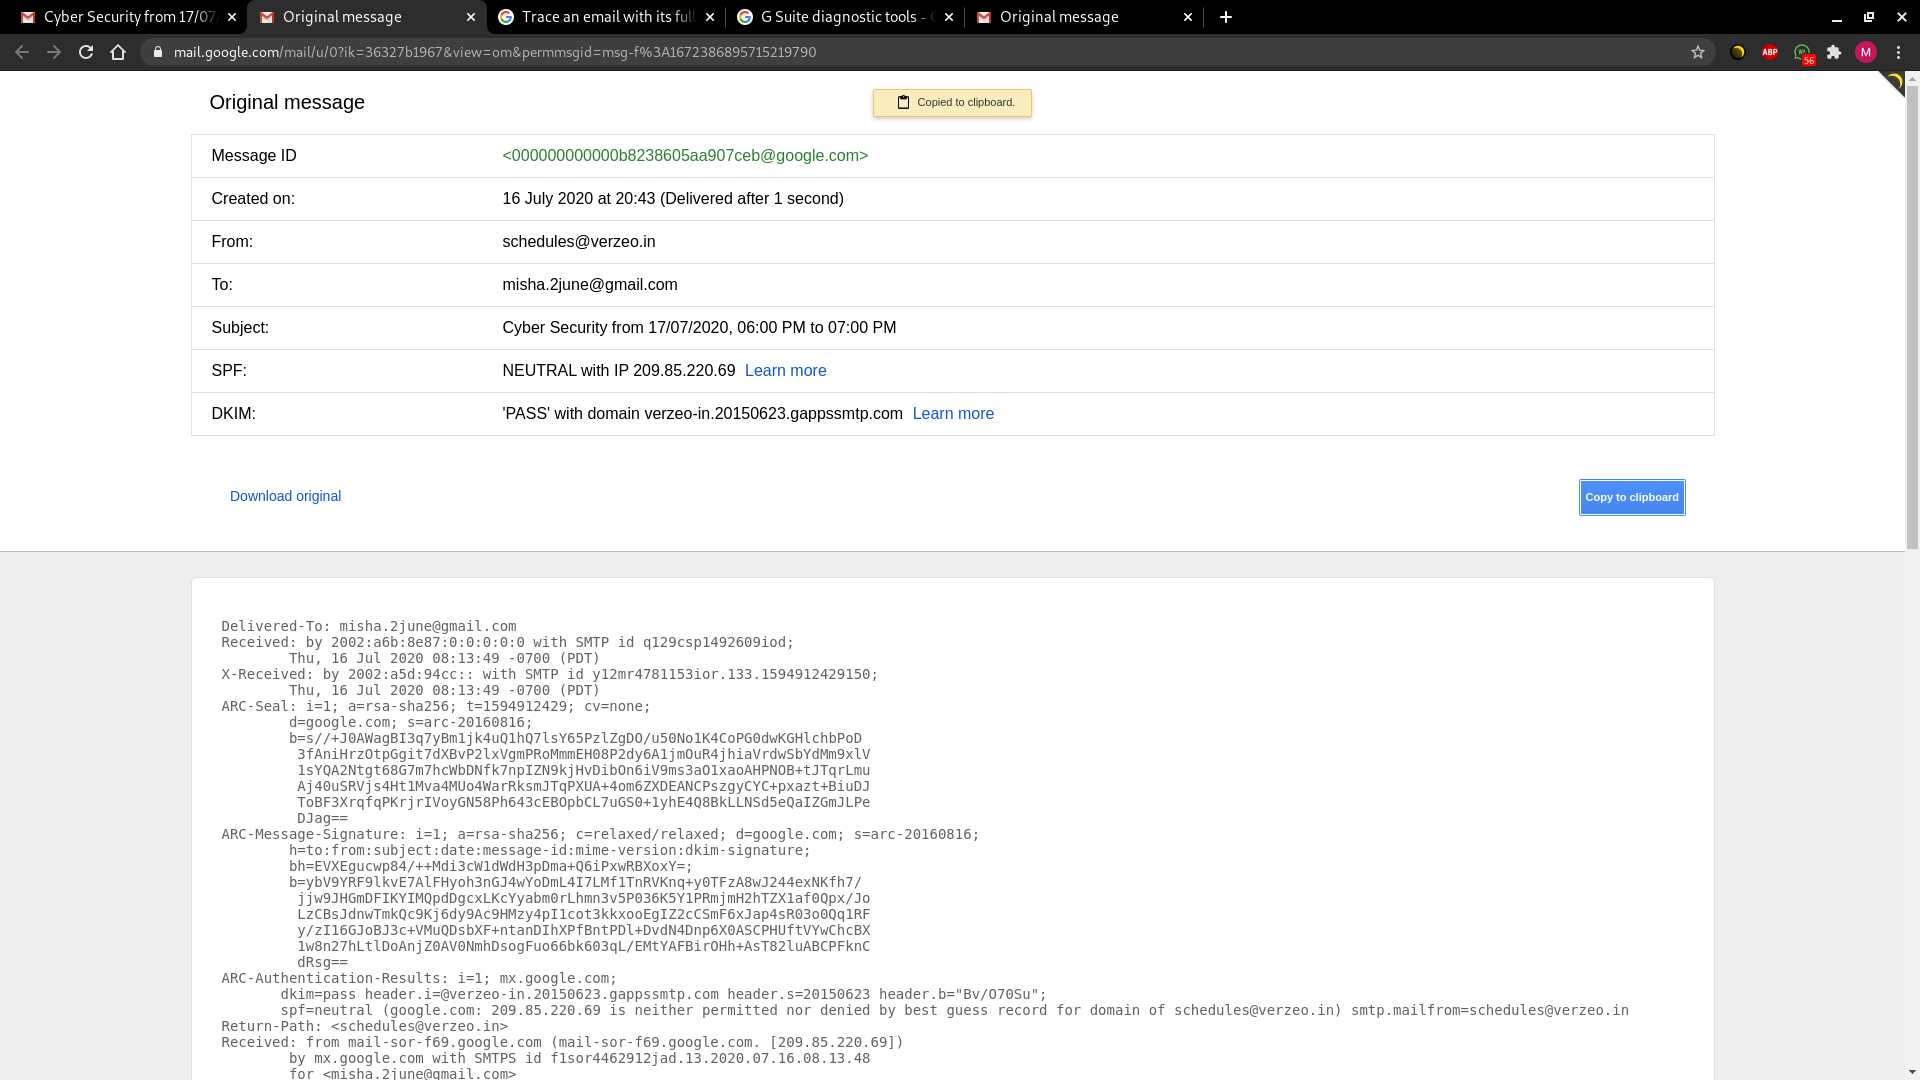 Cyber Security from 17/07
Original message
Trace an email with its full
G Suite diagnostic tools -
Original message
mail.google.com/mail/u/0?ik=36327b1967&view=om&permmsgid=msg-f%3A1672386895715219790
ABP
56
M
Original message
Copied to clipboard.
Message ID <000000000000b8238605aa907ceb@google.com>
Created on: 16 July 2020 at 20:43 (Delivered after 1 second)
From: schedules@verzeo.in
To: misha.2june@gmail.com
Subject: Cyber Security from 17/07/2020, 06:00 PM to 07:00 PM
SPF: NEUTRAL with IP 209.85.220.69 Learn more
DKIM: 'PASS' with domain verzeo-in.20150623.gappssmtp.com Learn more
Download original
Copy to clipboard
Delivered-To: misha.2june@gmail.com
Received: by 2002:a6b:8e87:0:0:0:0:0 with SMTP id q129csp1492609iod;
Thu, 16 Jul 2020 08:13:49 -0700 (PDT)
X-Received: by 2002:a5d:94cc:: with SMTP id y12mr4781153ior.133.1594912429150;
Thu, 16 Jul 2020 08:13:49 -0700 (PDT)
ARC-Seal: i=1; a=rsa-sha256; t=1594912429; cv=none;
d=google.com; s=arc-20160816;
b=s//+J0AWagBI3q7yBm1jk4uQ1hQ7lsY65PzlZgDO/u50No1K4CoPG0dwKGHlchbPoD
3fAniHrzOtpGgit7dXBvP2lxVgmPRoMmmEH08P2dy6A1jmOuR4jhiaVrdwSbYdMm9xlV
1sYQA2Ntgt68G7m7hcWbDNfk7npIZN9kjHvDibOn6iV9ms3aO1xaoAHPNOB+tJTqrLmu
Aj40uSRVjs4Ht1Mva4MUo4WarRksmJTqPXUA+4om6ZXDEANCPszgyCYC+pxazt+BiuDJ
ToBF3XrqfqPKrjrIVoyGN58Ph643cEBOpbCL7uGS0+1yhE4Q8BkLLNSd5eQaIZGmJLPe
DJag==
ARC-Message-Signature: i=1; a=rsa-sha256; c=relaxed/relaxed; d=google.com; s=arc-20160816;
h=to:from:subject:date:message-id:mime-version:dkim-signature;
bh=EVXEgucwp84/++Mdi3cW1dWdH3pDma+Q6iPxwRBXoxY=;
b=ybV9YRF9lkvE7AlFHyoh3nGJ4wYoDmL4I7LMf1TnRVKnq+y0TFzA8wJ244exNKfh7/
jjw9JHGmDFIKYIMQpdDgcxLKcYyabm0rLhmn3v5P036K5Y1PRmjmH2hTZX1af0Qpx/Jo
LzCBsJdnwTmkQc9Kj6dy9Ac9HMzy4pI1cot3kkxooEgIZ2cCSmF6xJap4sR03o0Qq1RF
y/zI16GJoBJ3c+VMuQDsbXF+ntanDIhXPfBntPDl+DvdN4Dnp6X0ASCPHUftVYwChcBX
1w8n27hLtlDoAnjZ0AV0NmhDsogFuo66bk603qL/EMtYAFBirOHh+AsT82luABCPFknC
dRsg==
ARC-Authentication-Results: i=1; mx.google.com;
dkim=pass header.i=@verzeo-in.20150623.gappssmtp.com header.s=20150623 header.b="Bv/O70Su";
spf=neutral (google.com: 209.85.220.69 is neither permitted nor denied by best guess record for domain of schedules@verzeo.in) smtp.mailfrom=schedules@verzeo.in
Return-Path: <schedules@verzeo.in>
Received: from mail-sor-f69.google.com (mail-sor-f69.google.com. [209.85.220.69])
by mx.google.com with SMTPS id f1sor4462912jad.13.2020.07.16.08.13.48
for <misha.2june@gmail.com>